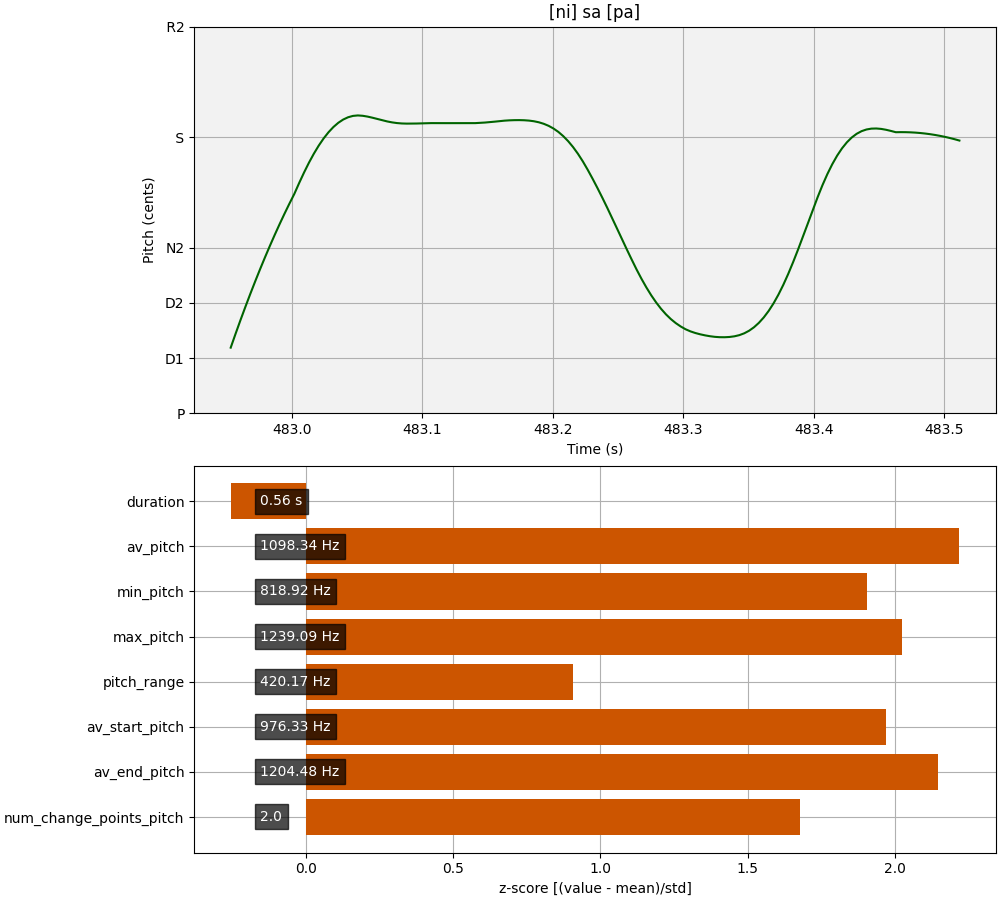 [ni] sa [pa]
R2
S
N2
D2
D1
P
Pitch (cents)
483.0 483.1 483.2 483.3 483.4 483.5
Time (s)
duration 0.56 s
av_pitch 1098.34 Hz
min_pitch 818.92 Hz
max_pitch 1239.09 Hz
pitch_range 420.17 Hz
av_start_pitch 976.33 Hz
av_end_pitch 1204.48 Hz
num_change_points_pitch 2.0
0.0 0.5 1.0 1.5 2.0
z-score [(value - mean)/std]